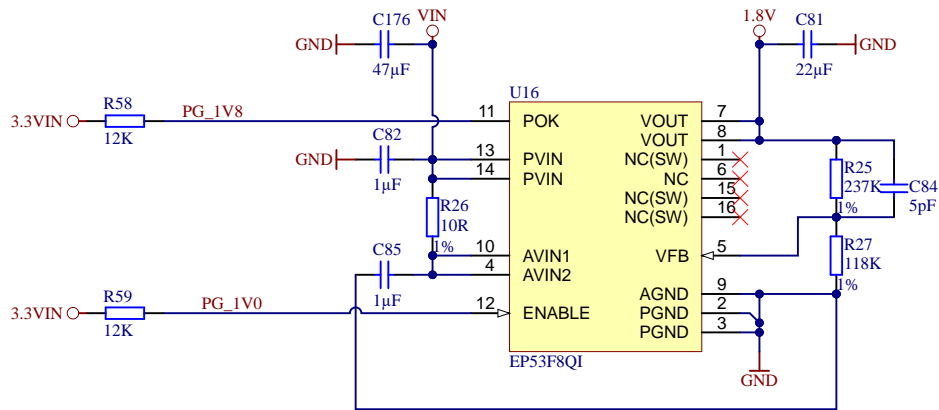 C176
VIN
1.8V
C81
GND
GND
47µF
22µF
U16
R58
PG_1V8
11
POK
VOUT
7
3.3VIN
12K
VOUT
8
C82
13
PVIN
NC(SW)
1
GND
R25
1µF
14
PVIN
NC
6
237K
C84
NC(SW)
15
1%
5pF
R26
10R
NC(SW)
16
1%
R27
C85
10
AVIN1
VFB
5
118K
4
AVIN2
1%
1µF
AGND
9
R59
PG_1V0
12
ENABLE
PGND
2
3.3VIN
12K
PGND
3
EP53F8QI
GND